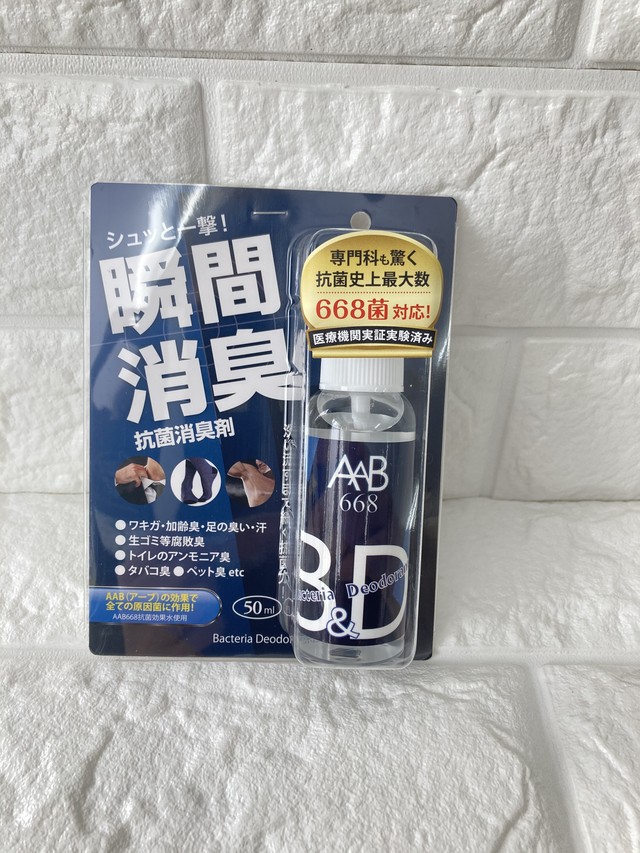 シュッと一撃!
瞬間
消臭
抗菌消臭剤
●ワキガ・加齢臭・足の臭い・汗
●生ゴミ等腐敗臭
●トイレのアンモニア臭
●タバコ臭 ●ペット臭 etc
AAB(アーブ)の効果で
全ての原因菌に作用!
AAB668抗菌効果水使用
50ml
Bacteria Deodor
専門科も驚く
抗菌史上最大数
668菌 対応!
医療機関実証実験済み
AAB
668
B&D
Bacteria Deodorant